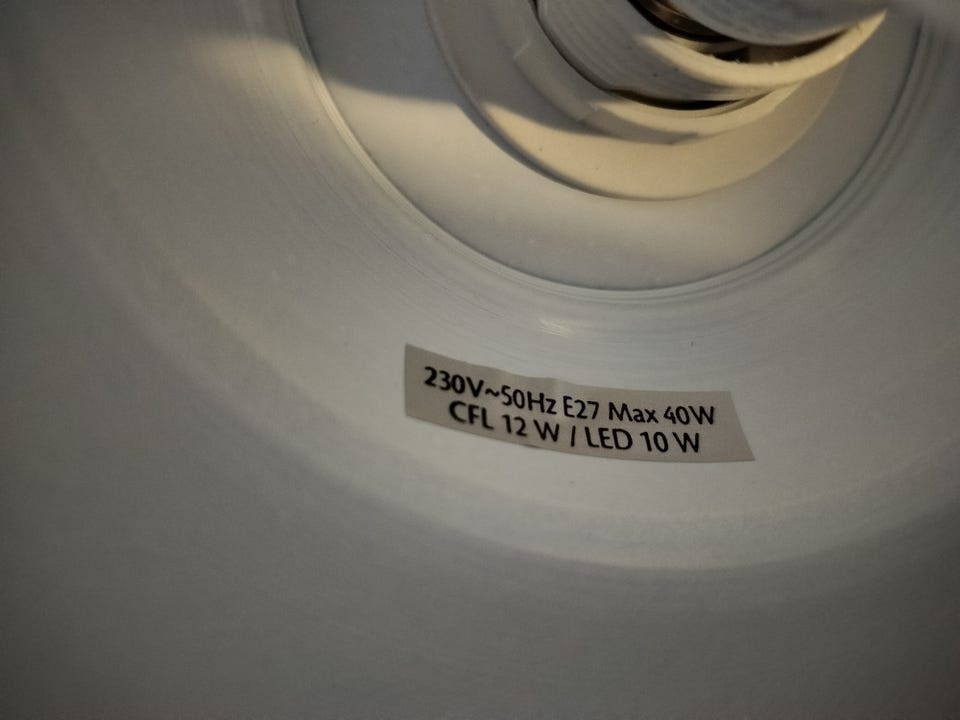 230V~50Hz E27 Max 40W
CFL 12 W / LED 10 W